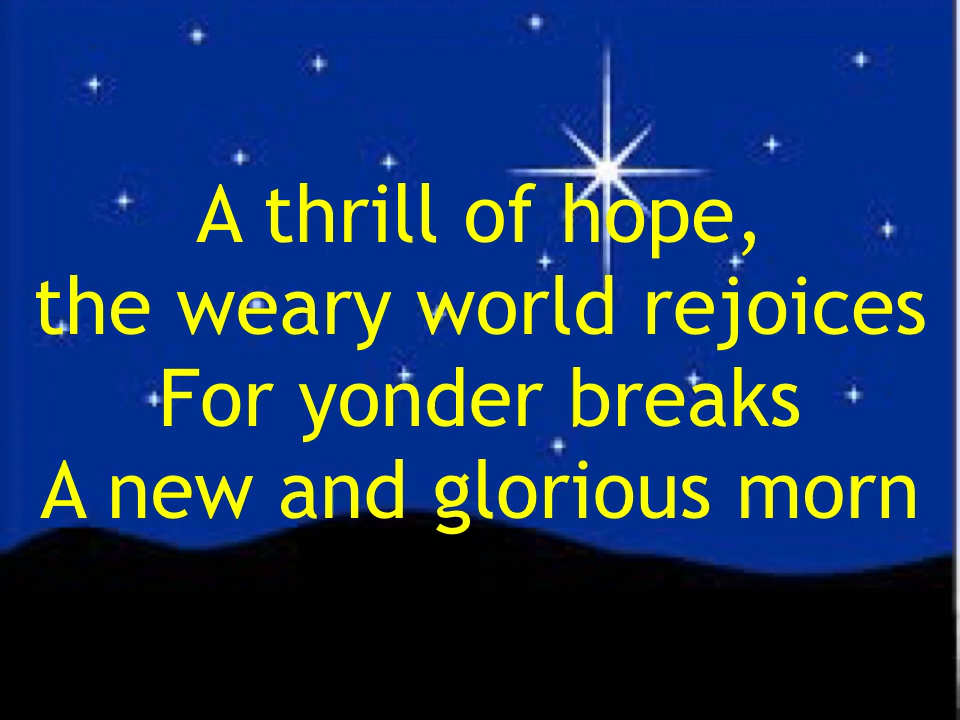 A thrill of hope,
the weary world rejoices
For yonder breaks
A new and glorious morn